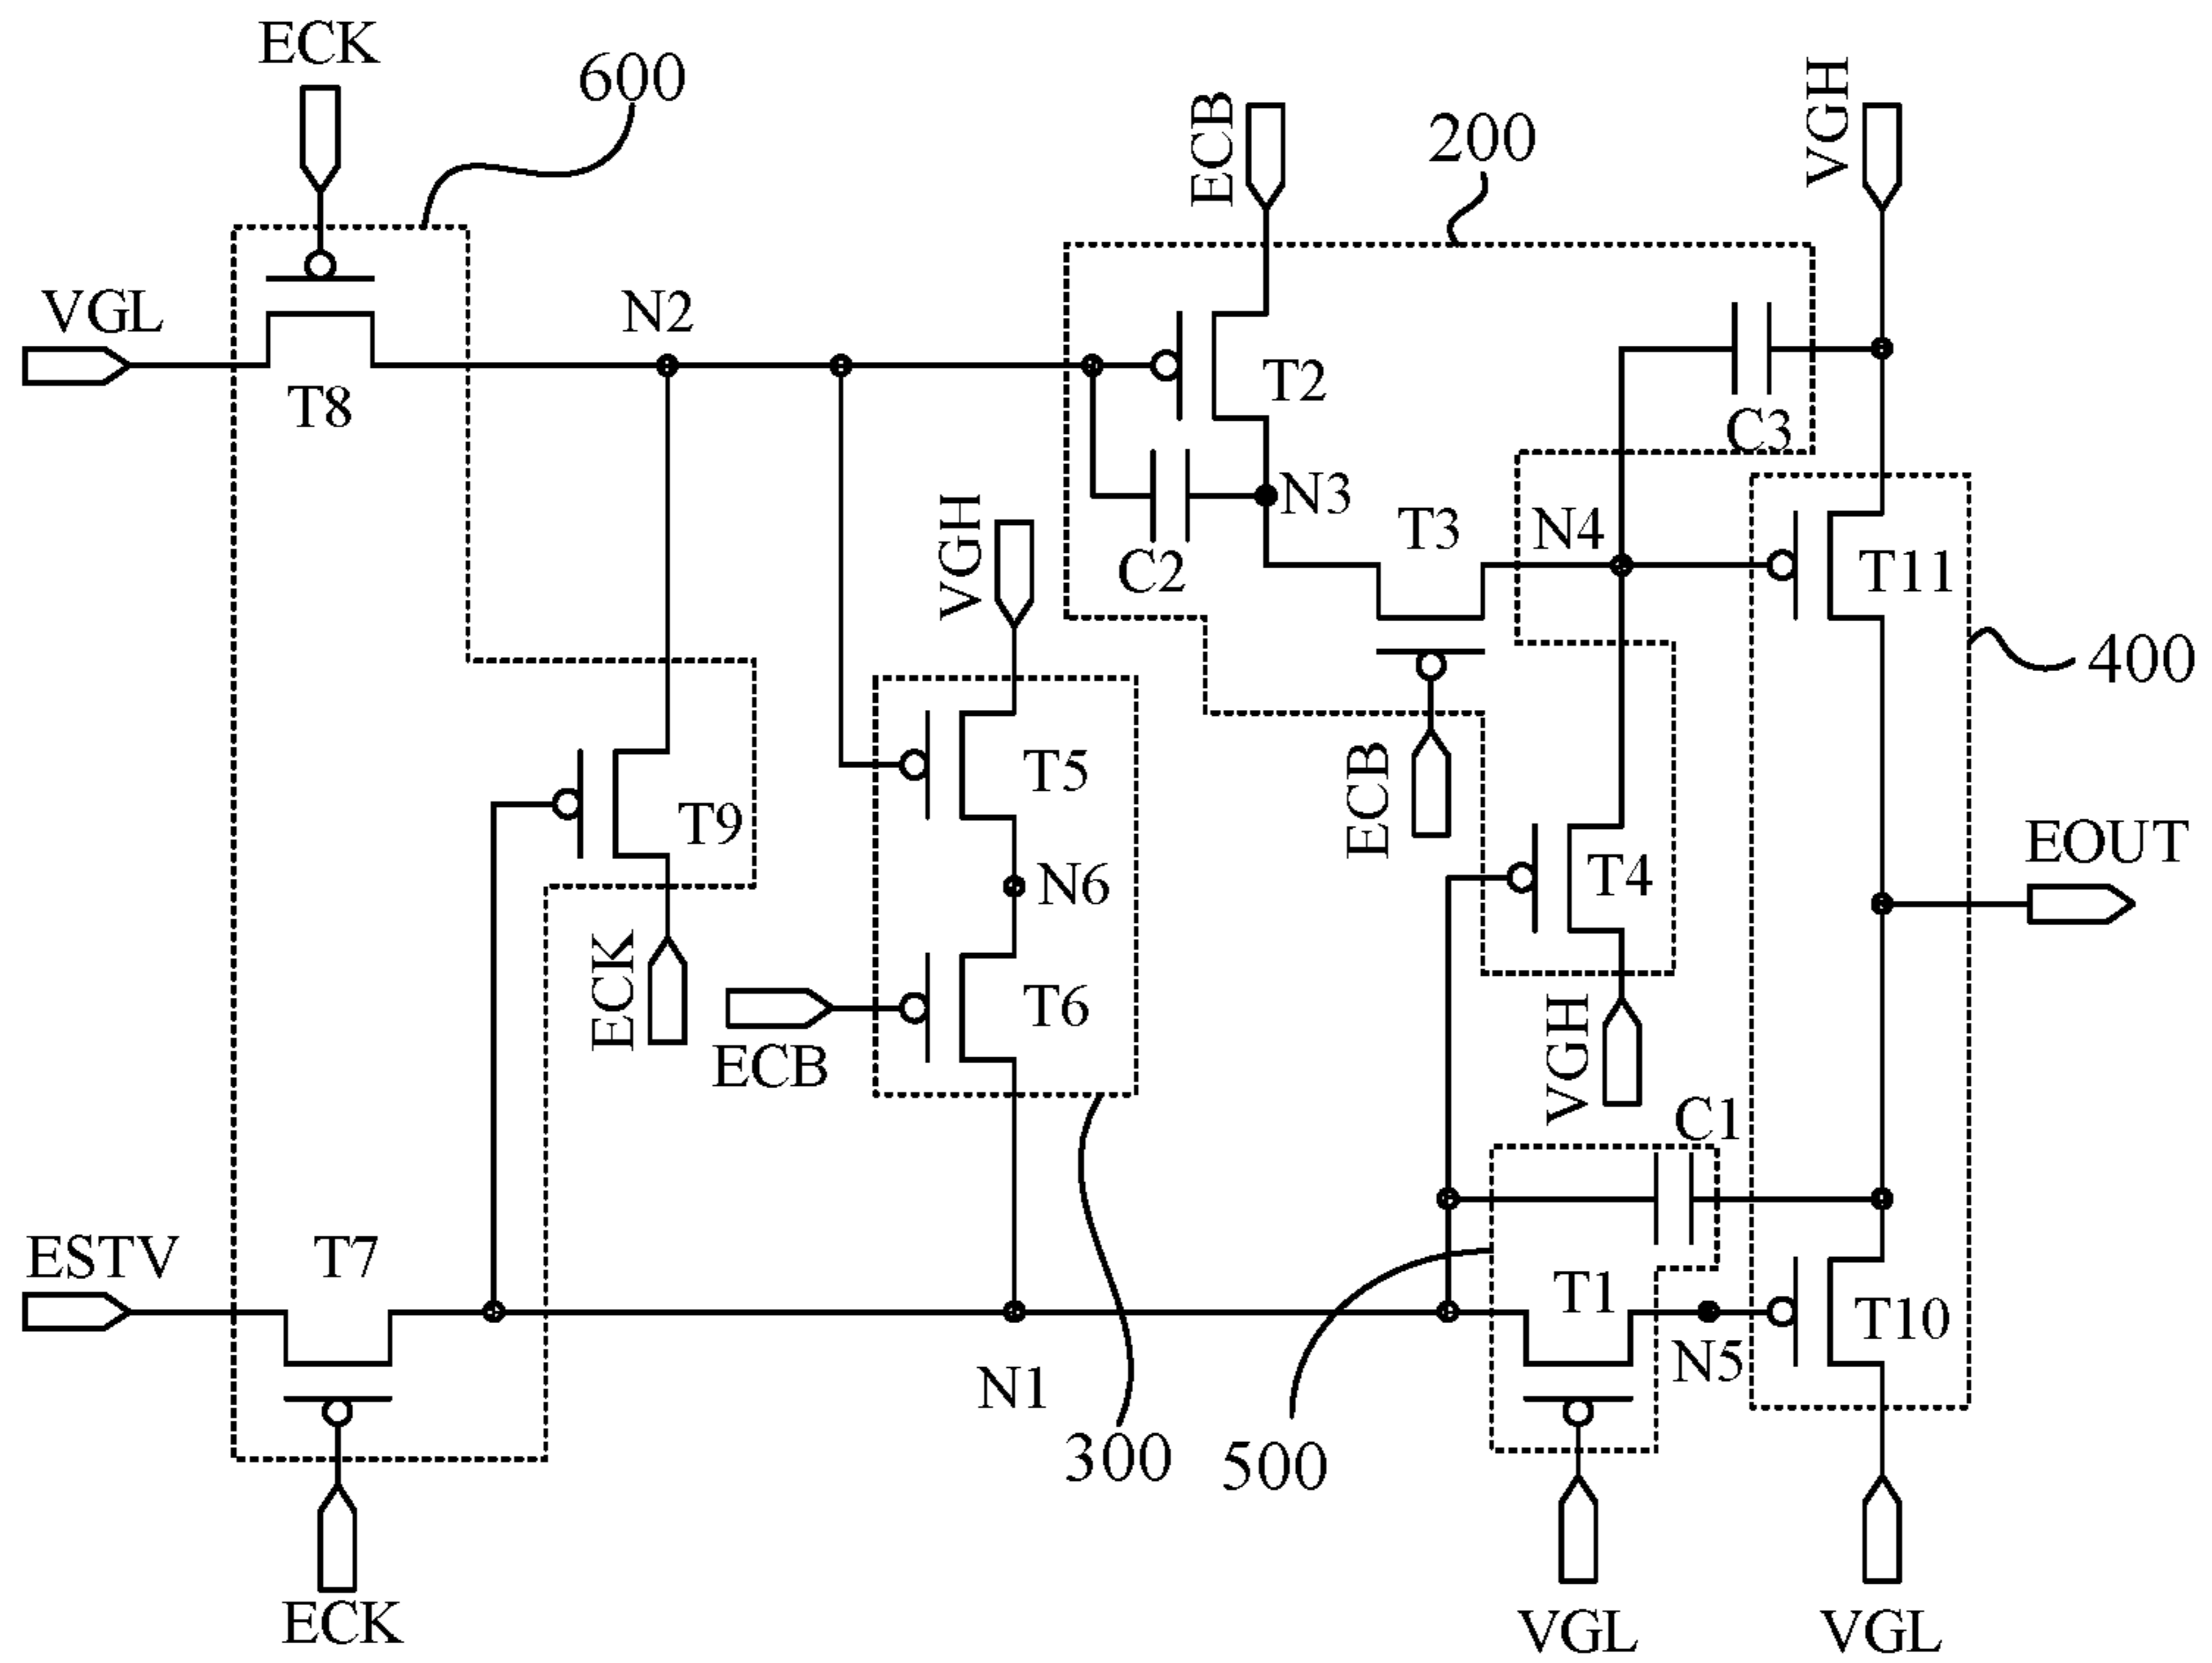 ECK
600
ECB
200
VGH
VGL
N2
T8
T2
C3
N3
VGH
C2
T3
N4
T11
400
T5
T9
ECB
N6
T4
EOUT
ECK
T6
ECB
VGH
C1
ESTV
T7
T1
T10
N1
N5
300
500
ECK
VGL
VGL